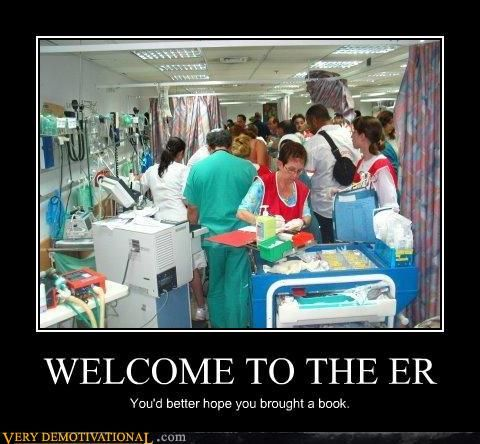 WELCOME TO THE ER
You'd better hope you brought a book.
VERY DEMOTIVATIONAL.com